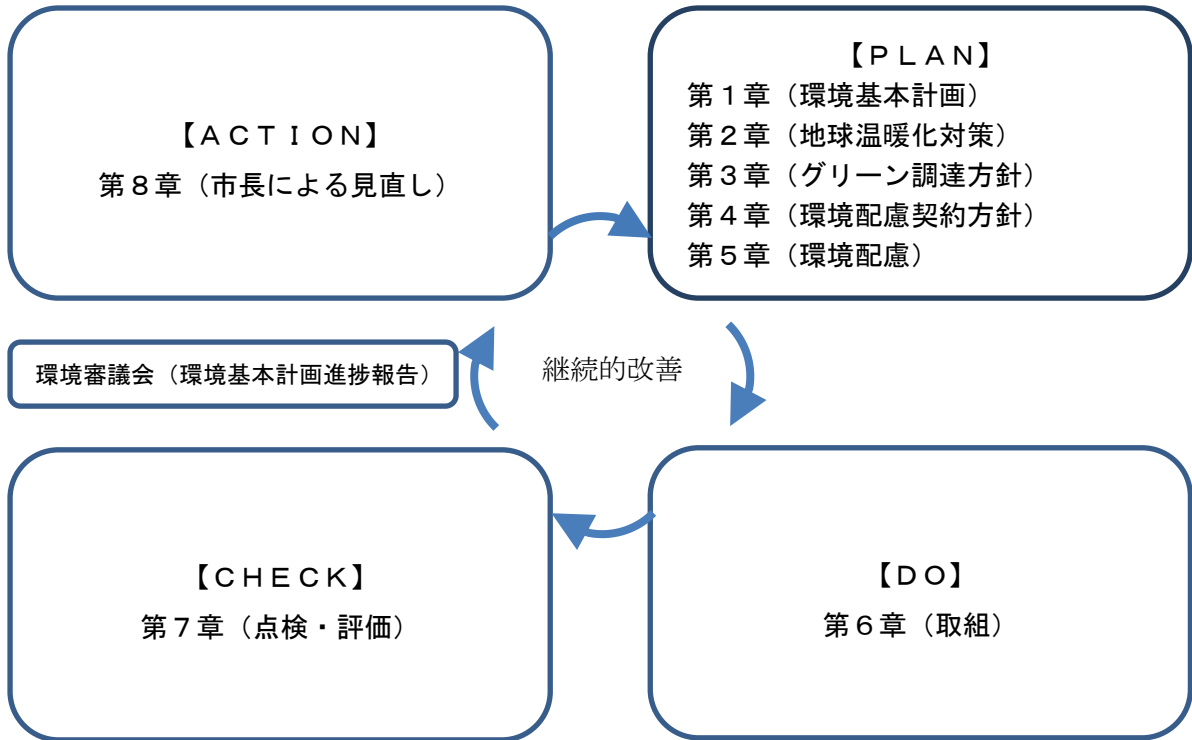 【ＡＣＴＩＯＮ】
第８章（市長による見直し）
【ＰＬＡＮ】
第１章（環境基本計画）
第２章（地球温暖化対策）
第３章（グリーン調達方針）
第４章（環境配慮契約方針）
第５章（環境配慮）
環境審議会（環境基本計画進捗報告）
継続的改善
【ＣＨＥＣＫ】
第７章（点検・評価）
【ＤＯ】
第６章（取組）